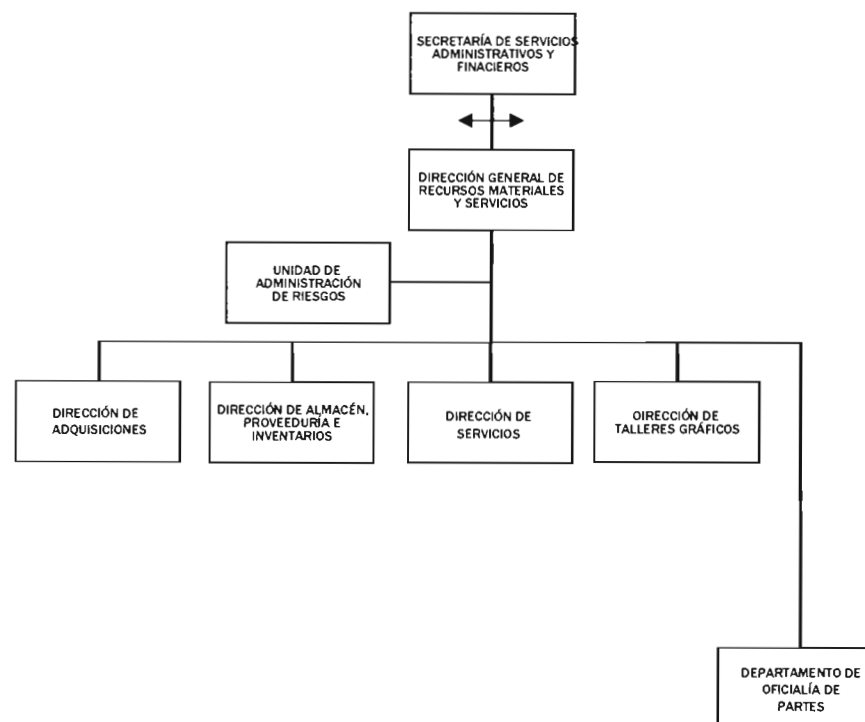 SECRETARÍA DE SERVICIOS
ADMINISTRATIVOS Y
FINACIEROS
DIRECCIÓN GENERAL DE
RECURSOS MATERIALES
Y SERVICIOS
UNIDAD DE
ADMINISTRACIÓN
DE RIESGOS
DIRECCIÓN DE
ADQUISICIONES
DIRECCIÓN DE ALMACÉN,
PROVEEDURÍA E
INVENTARIOS
DIRECCIÓN DE
SERVICIOS
OIRECCIÓN DE
TALLERES GRÁFICOS
DEPARTAMENTO DE
OFICIALÍA DE
PARTES